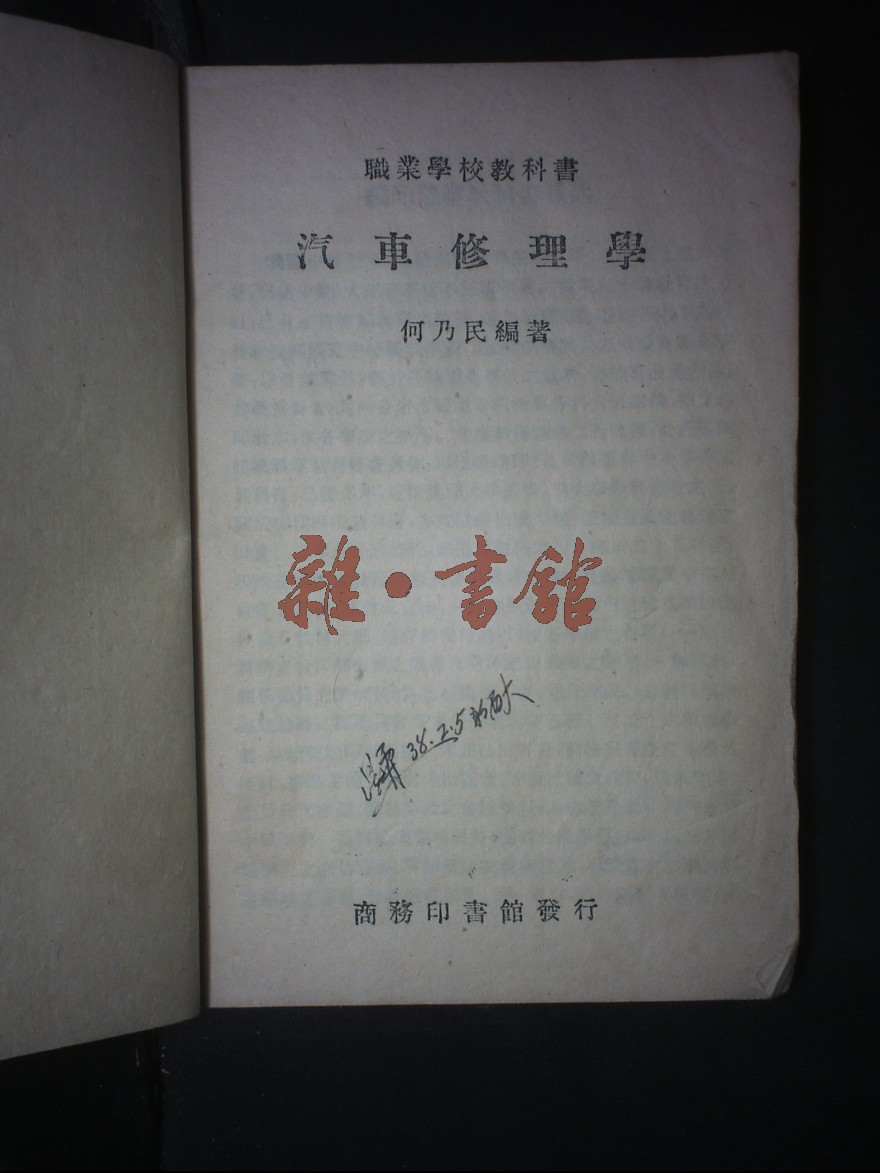 職業學校教科書
汽車修理學
何乃民編著
雜·書館
38.2.5
商務印書館發行